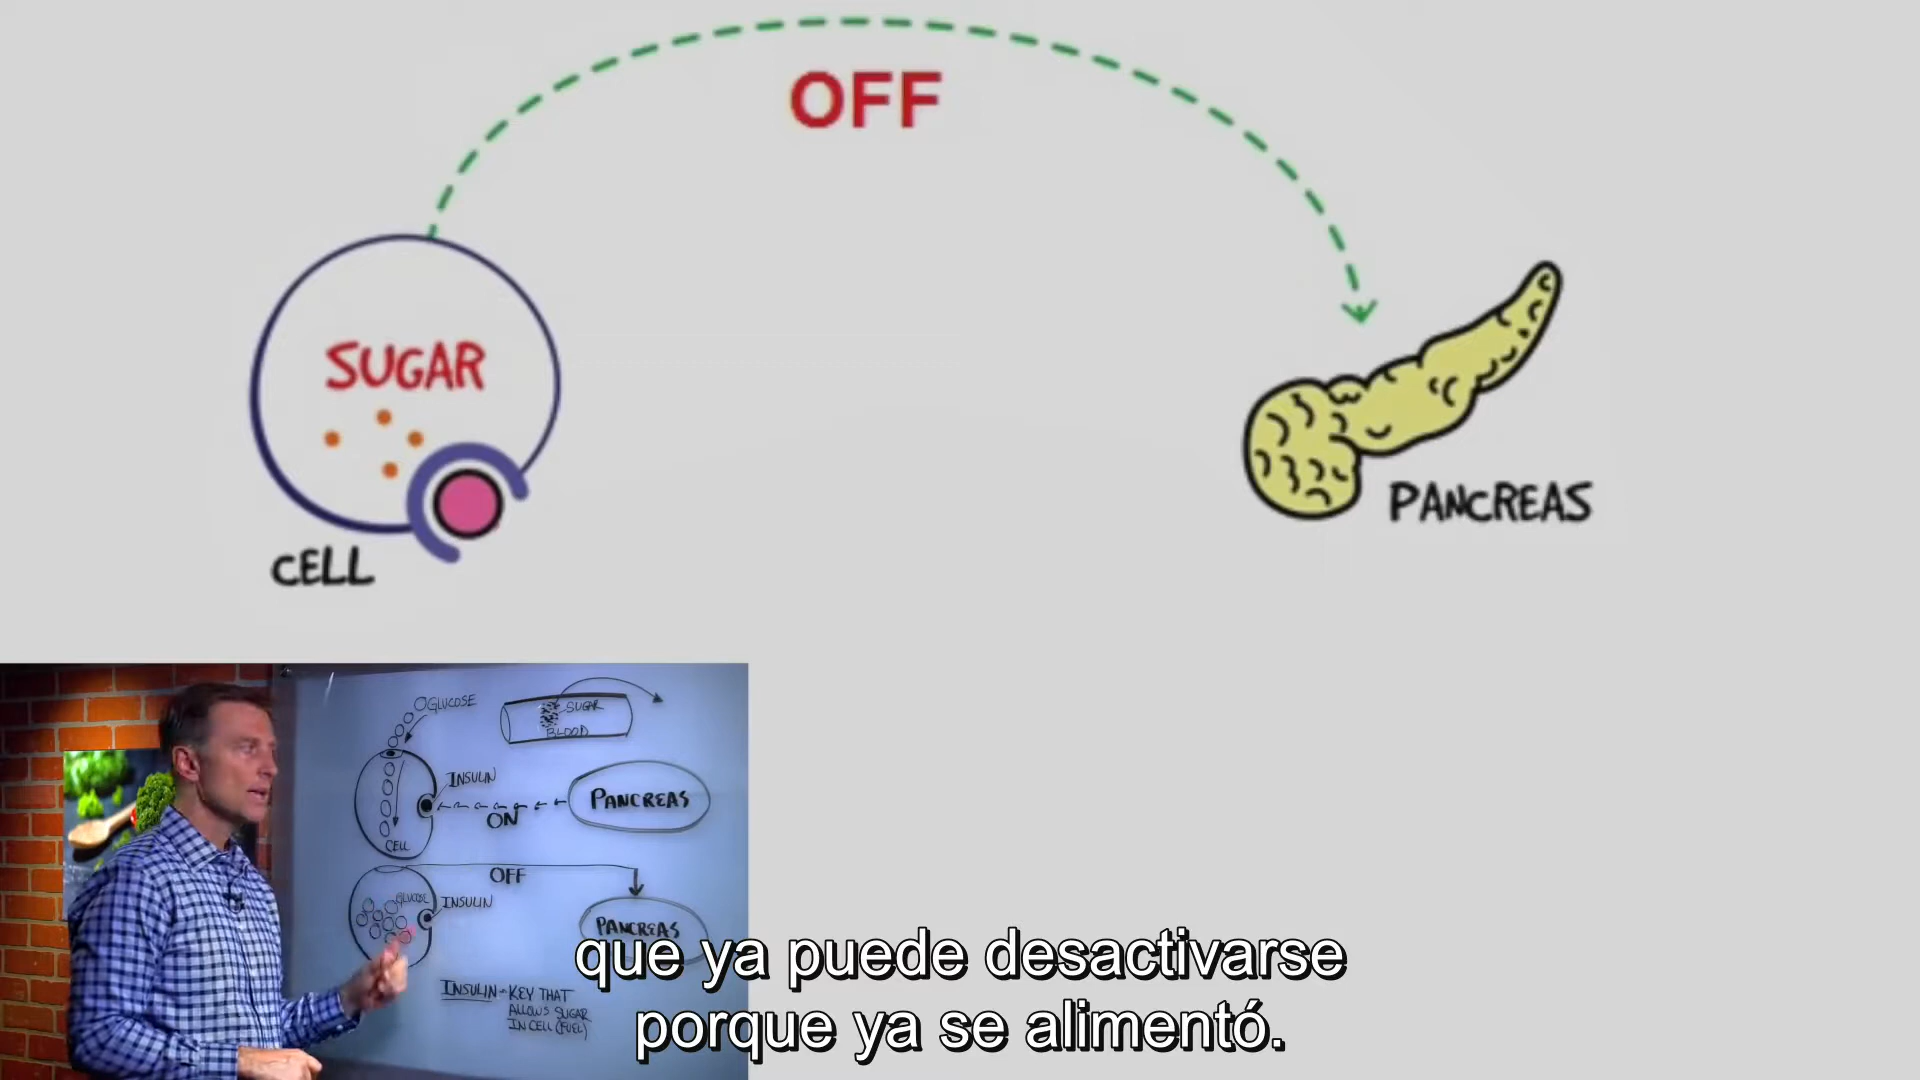 OFF
SUGAR
CELL
PANCREAS
GLUCOSE
SUGAR
BLOOD
INSULIN
PANCREAS
ON
CELL
OFF
GLUCOSE
INSULIN
PANCREAS
INSULIN - KEY THAT
ALLOWS SUGAR
IN CELL (FUEL)
que ya puede desactivarse
porque ya se alimentó.